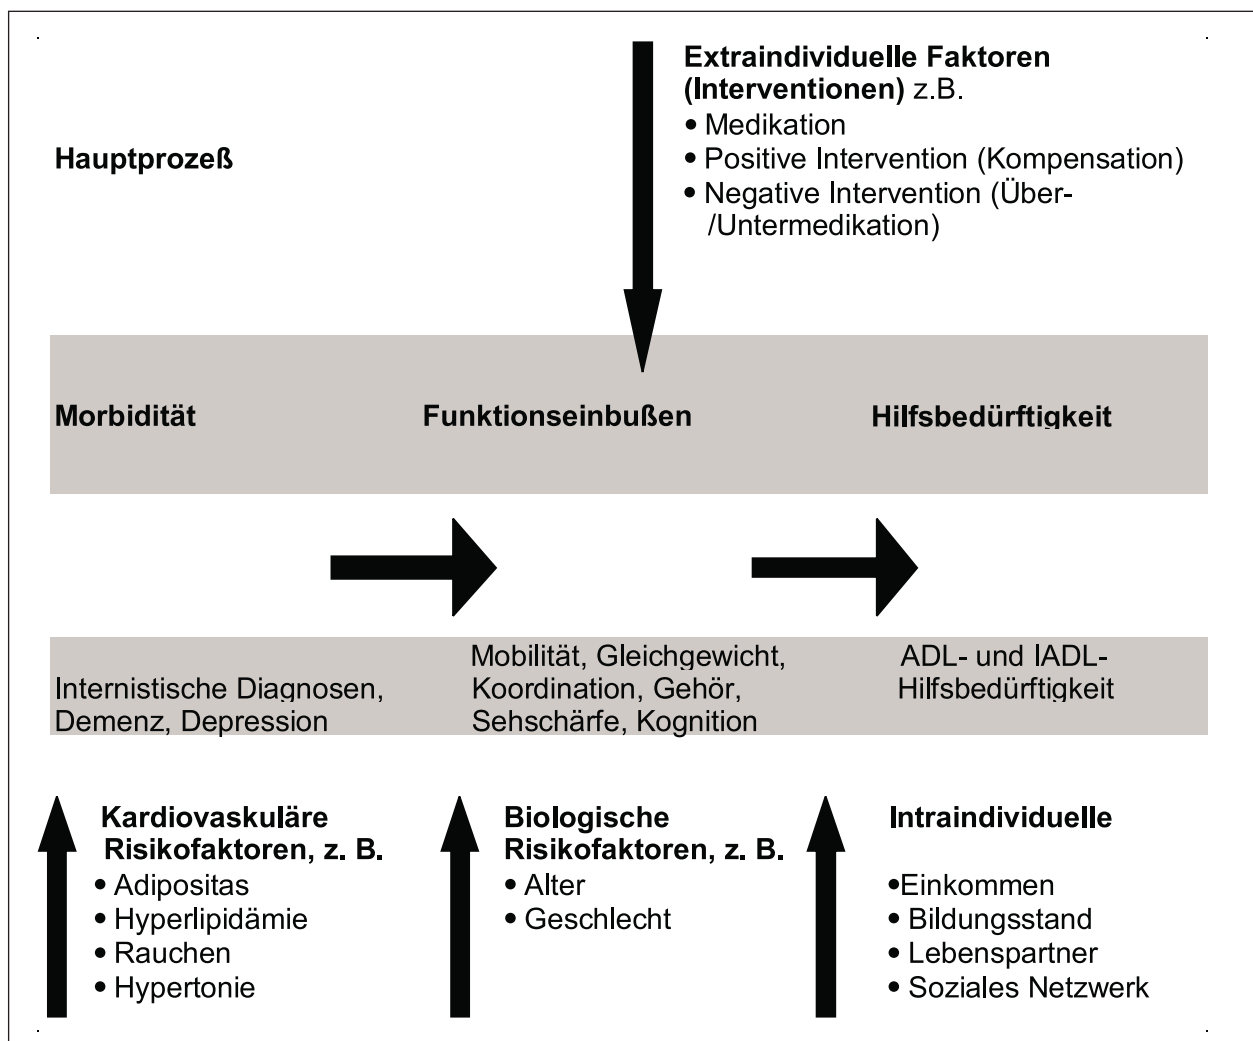 Extraindividuelle Faktoren
(Interventionen) z.B.
• Medikation
• Positive Intervention (Kompensation)
• Negative Intervention (Über-
/Untermedikation)
Hauptprozeß
Morbidität
Funktionseinbußen
Hilfsbedürftigkeit
Internistische Diagnosen,
Demenz, Depression
Mobilität, Gleichgewicht,
Koordination, Gehör,
Sehschärfe, Kognition
ADL- und IADL-
Hilfsbedürftigkeit
Kardiovaskuläre
Risikofaktoren, z. B.
• Adipositas
• Hyperlipidämie
• Rauchen
• Hypertonie
Biologische
Risikofaktoren, z. B.
• Alter
• Geschlecht
Intraindividuelle
•Einkommen
• Bildungsstand
• Lebenspartner
• Soziales Netzwerk